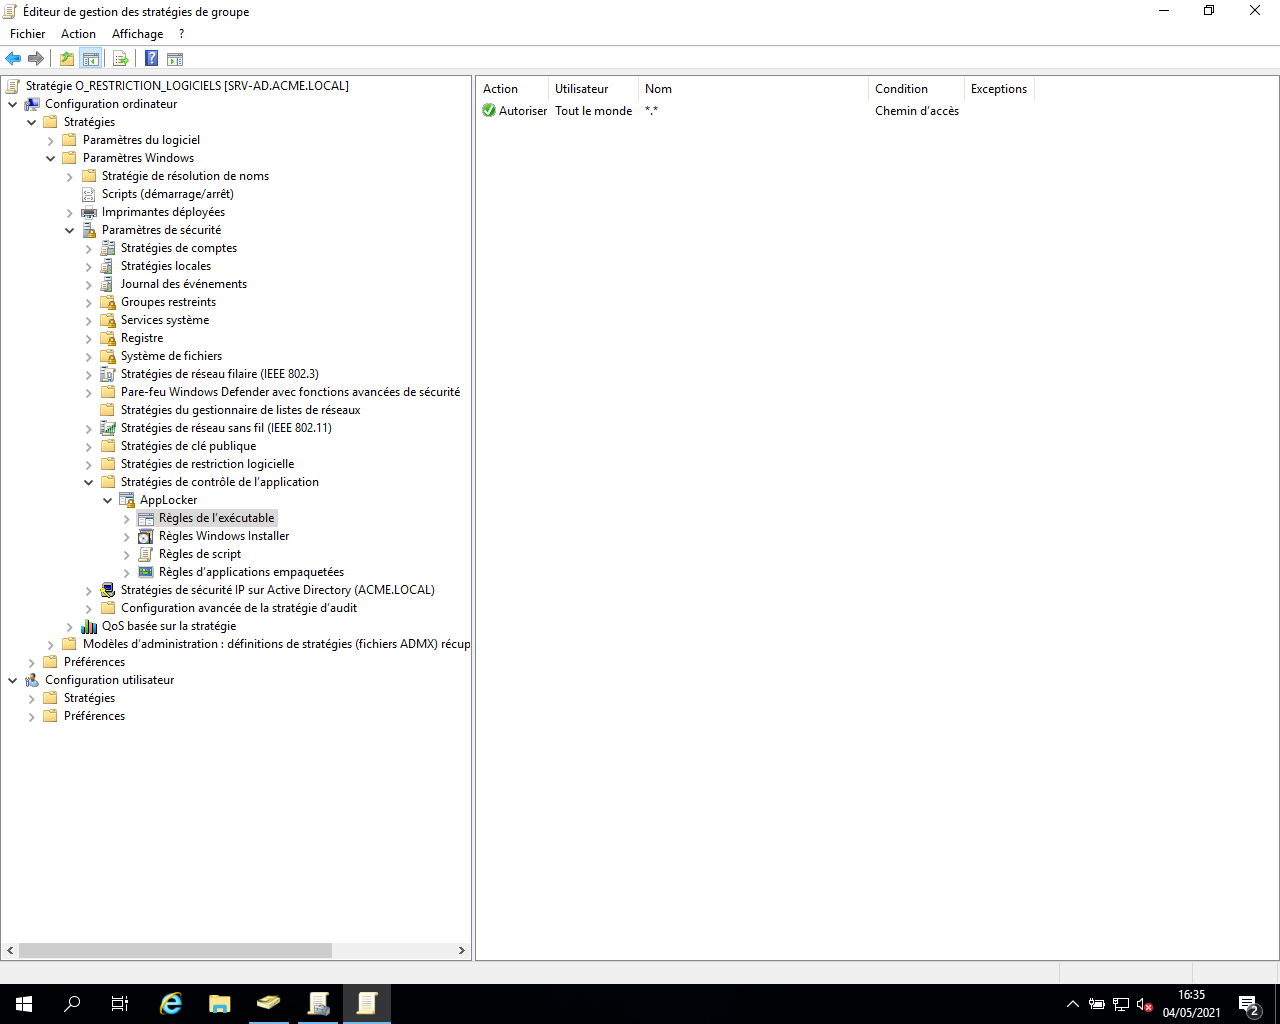 Éditeur de gestion des stratégies de groupe
Fichier Action Affichage ?
Stratégie O_RESTRICTION_LOGICIELS [SRV-AD.ACME.LOCAL]
Configuration ordinateur
Stratégies
Paramètres du logiciel
Paramètres Windows
Stratégie de résolution de noms
Scripts (démarrage/arrêt)
Imprimantes déployées
Paramètres de sécurité
Stratégies de comptes
Stratégies locales
Journal des événements
Groupes restreints
Services système
Registre
Système de fichiers
Stratégies de réseau filaire (IEEE 802.3)
Pare-feu Windows Defender avec fonctions avancées de sécurité
Stratégies du gestionnaire de listes de réseaux
Stratégies de réseau sans fil (IEEE 802.11)
Stratégies de clé publique
Stratégies de restriction logicielle
Stratégies de contrôle de l'application
AppLocker
Règles de l'exécutable
Règles Windows Installer
Règles de script
Règles d'applications empaquetées
Stratégies de sécurité IP sur Active Directory (ACME.LOCAL)
Configuration avancée de la stratégie d'audit
QoS basée sur la stratégie
Modèles d'administration : définitions de stratégies (fichiers ADMX) récup
Préférences
Configuration utilisateur
Stratégies
Préférences
Action Utilisateur Nom Condition Exceptions
Autoriser Tout le monde *.* Chemin d'accès
16:35
04/05/2021
2